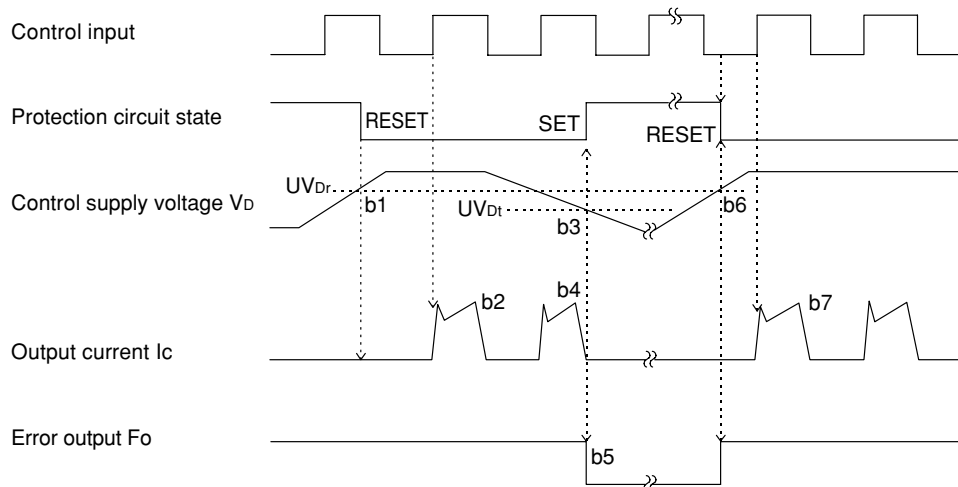 Control input
Protection circuit state
RESET
SET
RESET
Control supply voltage VD
UVDr
b1
UVDt
b3
b6
b2
b4
b7
Output current Ic
Error output Fo
b5